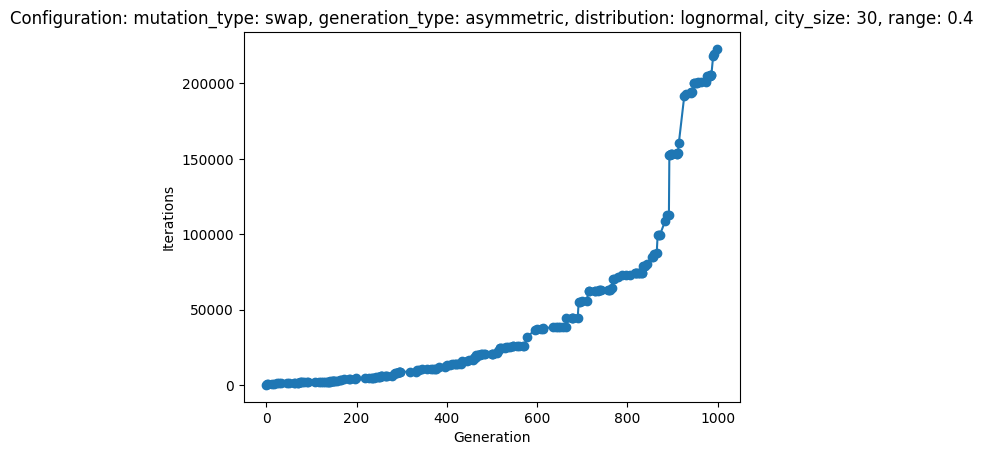 Configuration: mutation_type: swap, generation_type: asymmetric, distribution: lognormal, city_size: 30, range: 0.4
200000
150000
100000
50000
0
Iterations
0 200 400 600 800 1000
Generation